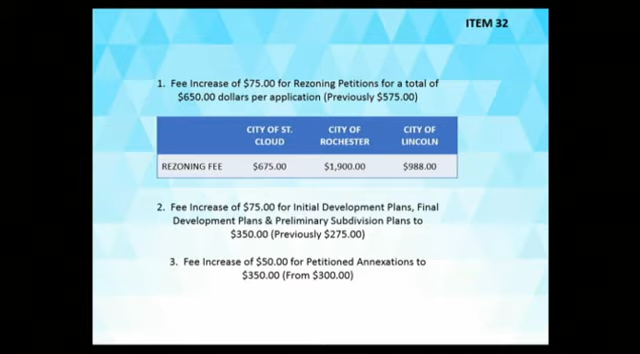 ITEM 32
1. Fee Increase of $75.00 for Rezoning Petitions for a total of
$650.00 dollars per application (Previously $575.00)
CITY OF ST. CLOUD CITY OF ROCHESTER CITY OF LINCOLN
REZONING FEE $675.00 $1,900.00 $988.00
2. Fee Increase of $75.00 for Initial Development Plans, Final
Development Plans & Preliminary Subdivision Plans to
$350.00 (Previously $275.00)
3. Fee Increase of $50.00 for Petitioned Annexations to
$350.00 (From $300.00)